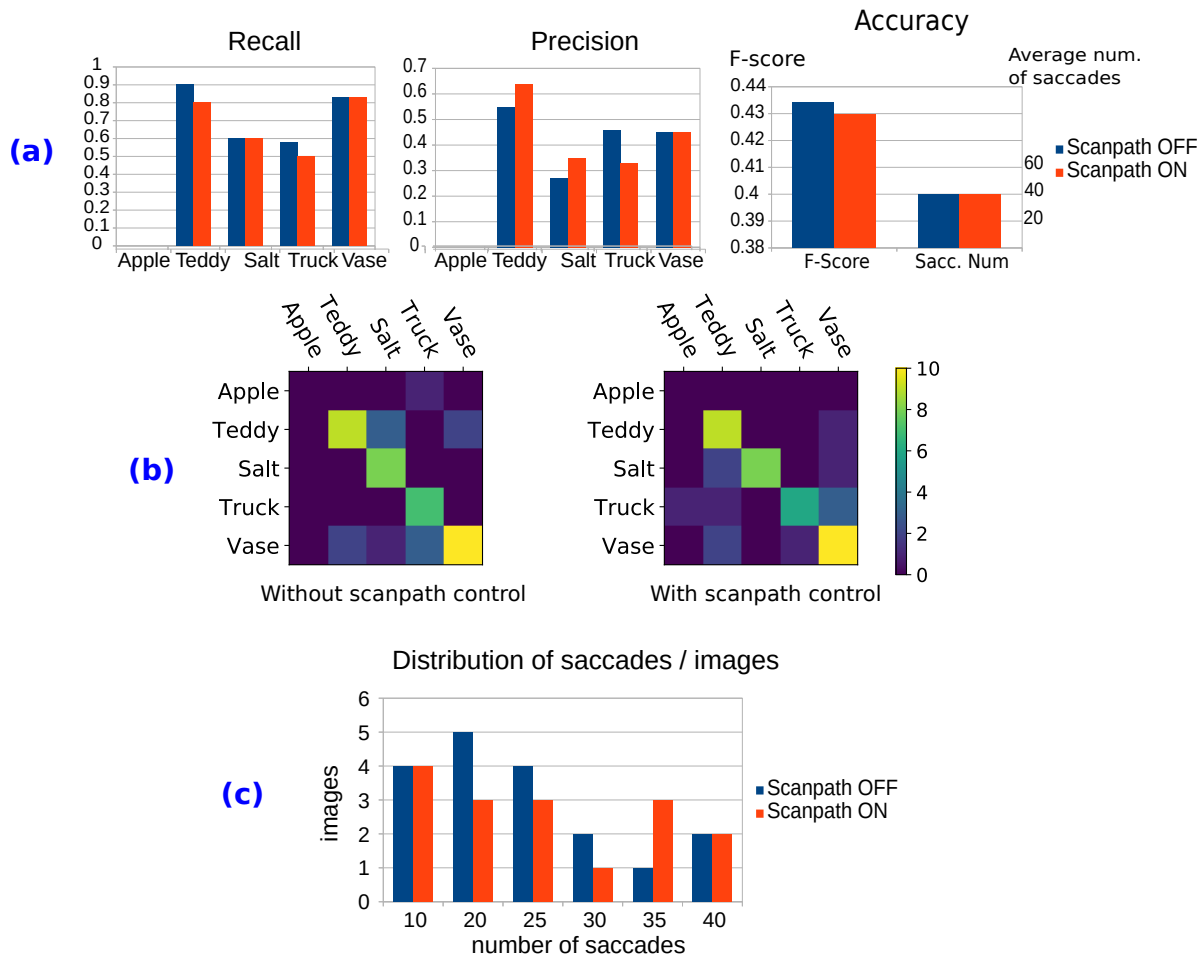 (a)
Recall
1
0.9
0.8
0.7
0.6
0.5
0.4
0.3
0.2
0.1
0
Apple Teddy Salt Truck Vase
Precision
0.7
0.6
0.5
0.4
0.3
0.2
0.1
0
Apple Teddy Salt Truck Vase
Accuracy
F-score
Average num.
of saccades
0.44
0.43
0.42
0.41
0.4
0.39
0.38
60
40
20
F-Score Sacc. Num
Scanpath OFF
Scanpath ON
(b)
Apple Teddy Salt Truck Vase
Apple
Teddy
Salt
Truck
Vase
Without scanpath control
Apple Teddy Salt Truck Vase
Apple
Teddy
Salt
Truck
Vase
With scanpath control
10
8
6
4
2
0
(c)
Distribution of saccades / images
images
6
5
4
3
2
1
0
10 20 25 30 35 40
number of saccades
Scanpath OFF
Scanpath ON